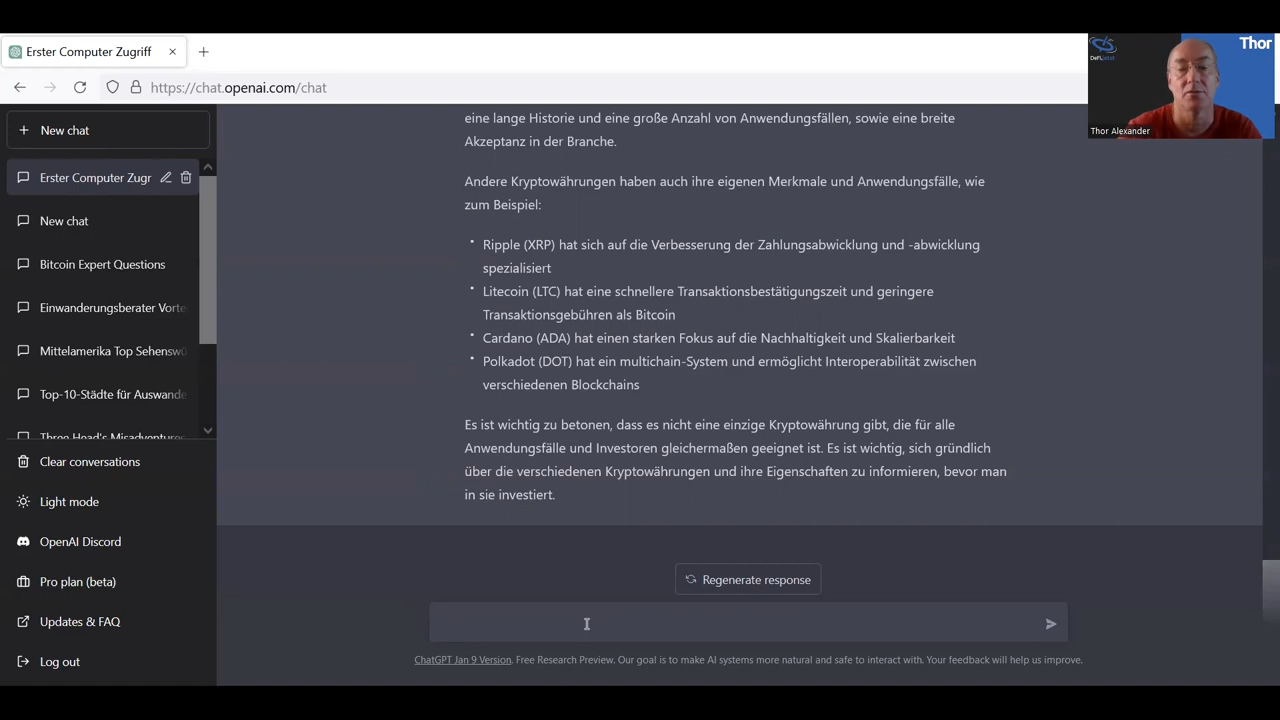 Erster Computer Zugriff
https://chat.openai.com/chat
Thor
DeFi.jetzt
Thor Alexander
New chat
Erster Computer Zugr
New chat
Bitcoin Expert Questions
Einwanderungsberater Vorte
Mittelamerika Top Sehenswü
Top-10-Städte für Auswande
Three Head's Misadventures
Clear conversations
Light mode
OpenAI Discord
Pro plan (beta)
Updates & FAQ
Log out
eine lange Historie und eine große Anzahl von Anwendungsfällen, sowie eine breite
Akzeptanz in der Branche.
Andere Kryptowährungen haben auch ihre eigenen Merkmale und Anwendungsfälle, wie
zum Beispiel:
• Ripple (XRP) hat sich auf die Verbesserung der Zahlungsabwicklung und -abwicklung
spezialisiert
• Litecoin (LTC) hat eine schnellere Transaktionsbestätigungszeit und geringere
Transaktionsgebühren als Bitcoin
• Cardano (ADA) hat einen starken Fokus auf die Nachhaltigkeit und Skalierbarkeit
• Polkadot (DOT) hat ein multichain-System und ermöglicht Interoperabilität zwischen
verschiedenen Blockchains
Es ist wichtig zu betonen, dass es nicht eine einzige Kryptowährung gibt, die für alle
Anwendungsfälle und Investoren gleichermaßen geeignet ist. Es ist wichtig, sich gründlich
über die verschiedenen Kryptowährungen und ihre Eigenschaften zu informieren, bevor man
in sie investiert.
Regenerate response
ChatGPT Jan 9 Version. Free Research Preview. Our goal is to make AI systems more natural and safe to interact with. Your feedback will help us improve.